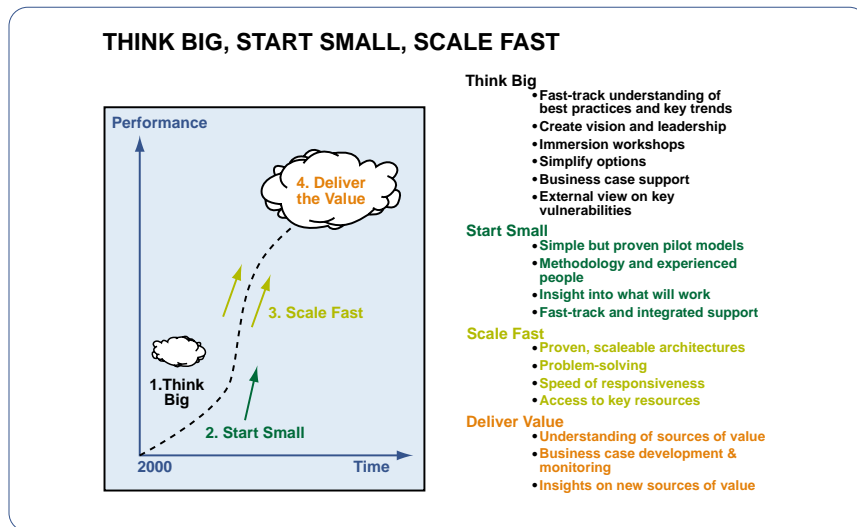 THINK BIG, START SMALL, SCALE FAST
Performance
4. Deliver
the Value
3. Scale Fast
1.Think
Big
2. Start Small
2000
Time
Think Big
•Fast-track understanding of
best practices and key trends
•Create vision and leadership
•Immersion workshops
•Simplify options
•Business case support
•External view on key
vulnerabilities
Start Small
•Simple but proven pilot models
•Methodology and experienced
people
•Insight into what will work
•Fast-track and integrated support
Scale Fast
•Proven, scaleable architectures
•Problem-solving
•Speed of responsiveness
•Access to key resources
Deliver Value
•Understanding of sources of value
•Business case development &
monitoring
•Insights on new sources of value